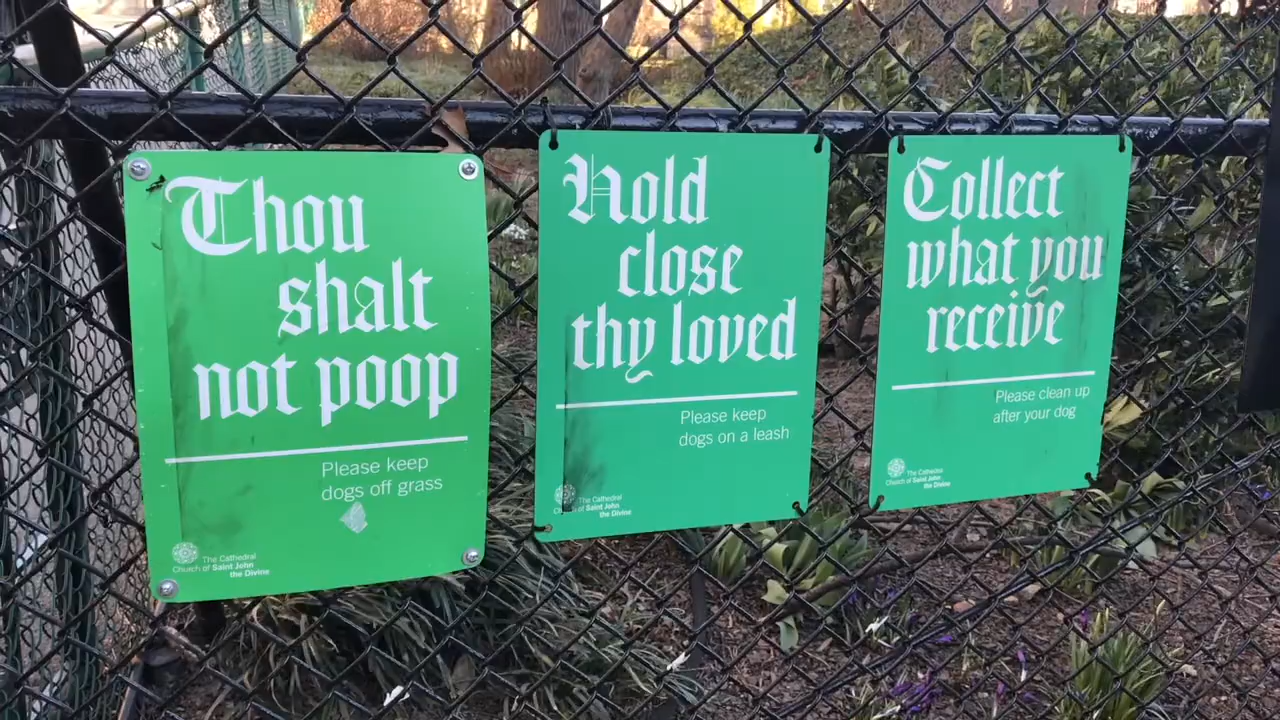 Thou
shalt
not poop
Please keep
dogs off grass
The Cathedral
Church of Saint John
the Divine
Hold
close
thy loved
Please keep
dogs on a leash
The Cathedral
Church of Saint John
the Divine
Collect
what you
receive
Please clean up
after your dog
The Cathedral
Church of Saint John
the Divine